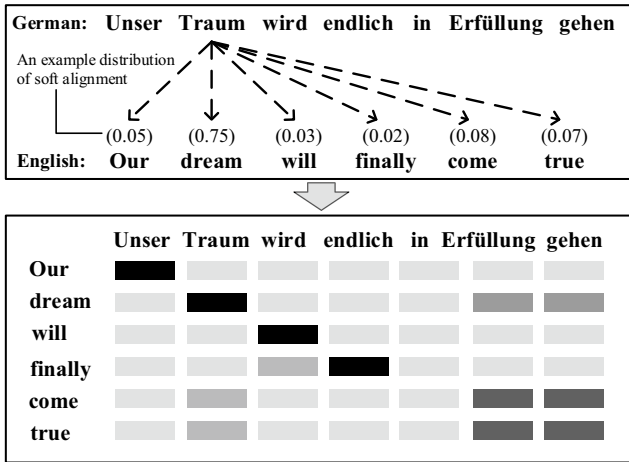 German: Unser Traum wird endlich in Erfüllung gehen
An example distribution
of soft alignment
(0.05) (0.75) (0.03) (0.02) (0.08) (0.07)
English: Our dream will finally come true
Unser Traum wird endlich in Erfüllung gehen
Our
dream
will
finally
come
true